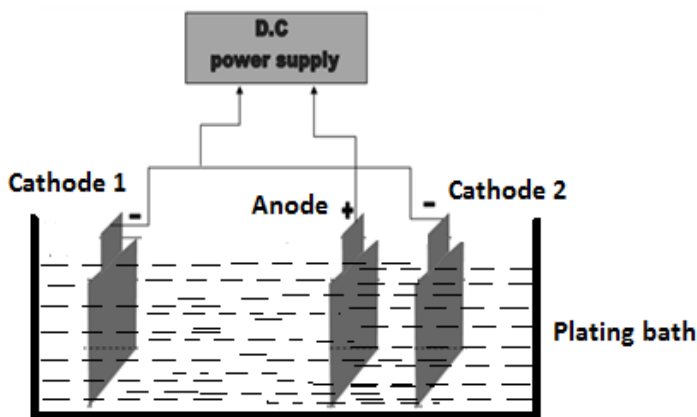 D.C
power supply
Cathode 1
-
Anode
+
-
Cathode 2
Plating bath